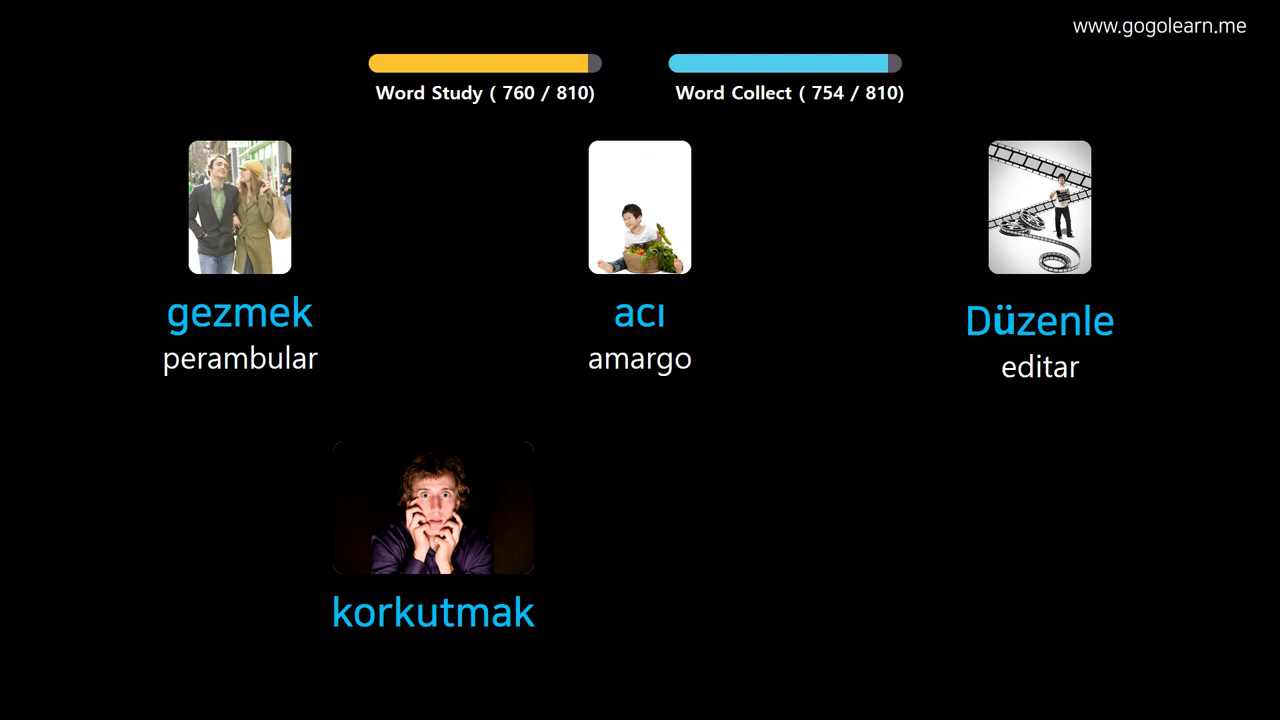 www.gogolearn.me
Word Study ( 760 / 810)
Word Collect ( 754 / 810)
gezmek
perambular
acı
amargo
Düzenle
editar
korkutmak